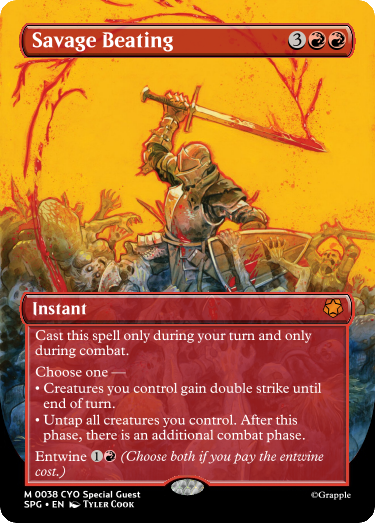 Savage Beating 3
Instant
Cast this spell only during your turn and only
during combat.
Choose one —
• Creatures you control gain double strike until
end of turn.
• Untap all creatures you control. After this
phase, there is an additional combat phase.
Entwine 1 (Choose both if you pay the entwine
cost.)
M 0038 CYO Special Guest
SPG • EN Tyler Cook
©Grapple